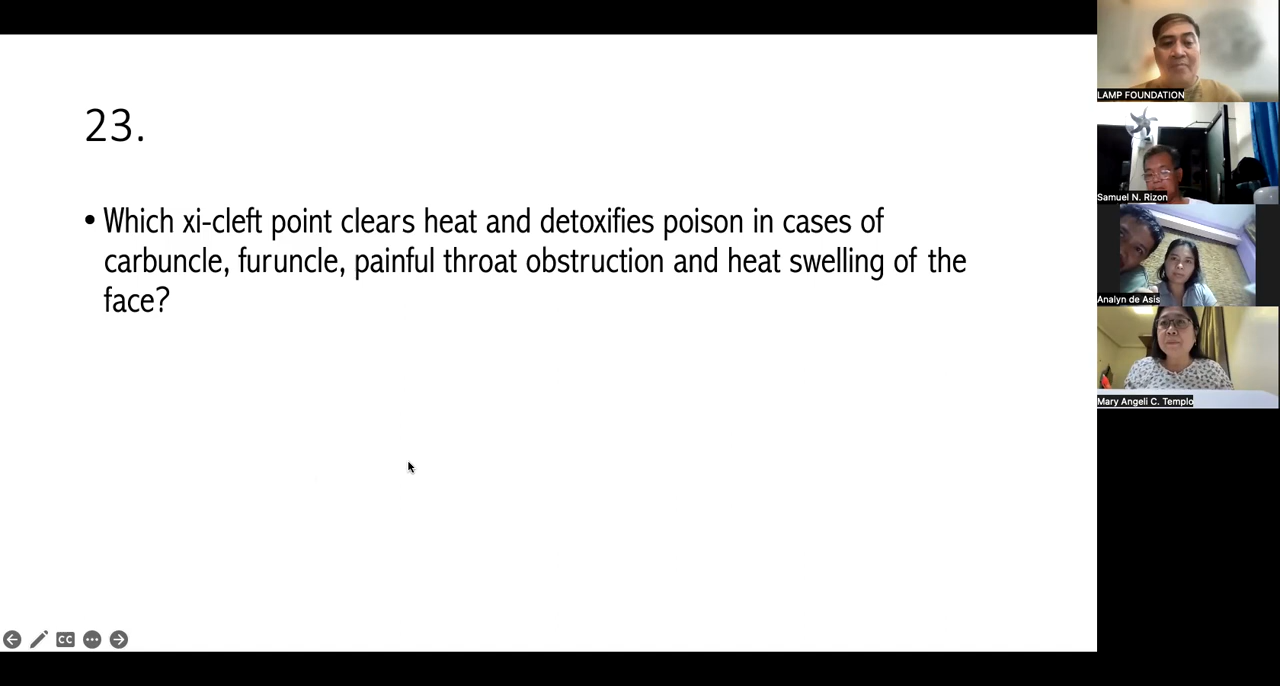 23.
• Which xi-cleft point clears heat and detoxifies poison in cases of
carbuncle, furuncle, painful throat obstruction and heat swelling of the
face?
LAMP FOUNDATION
Samuel N. Rizon
Analyn de Asis
Mary Angeli C. Templo
CC